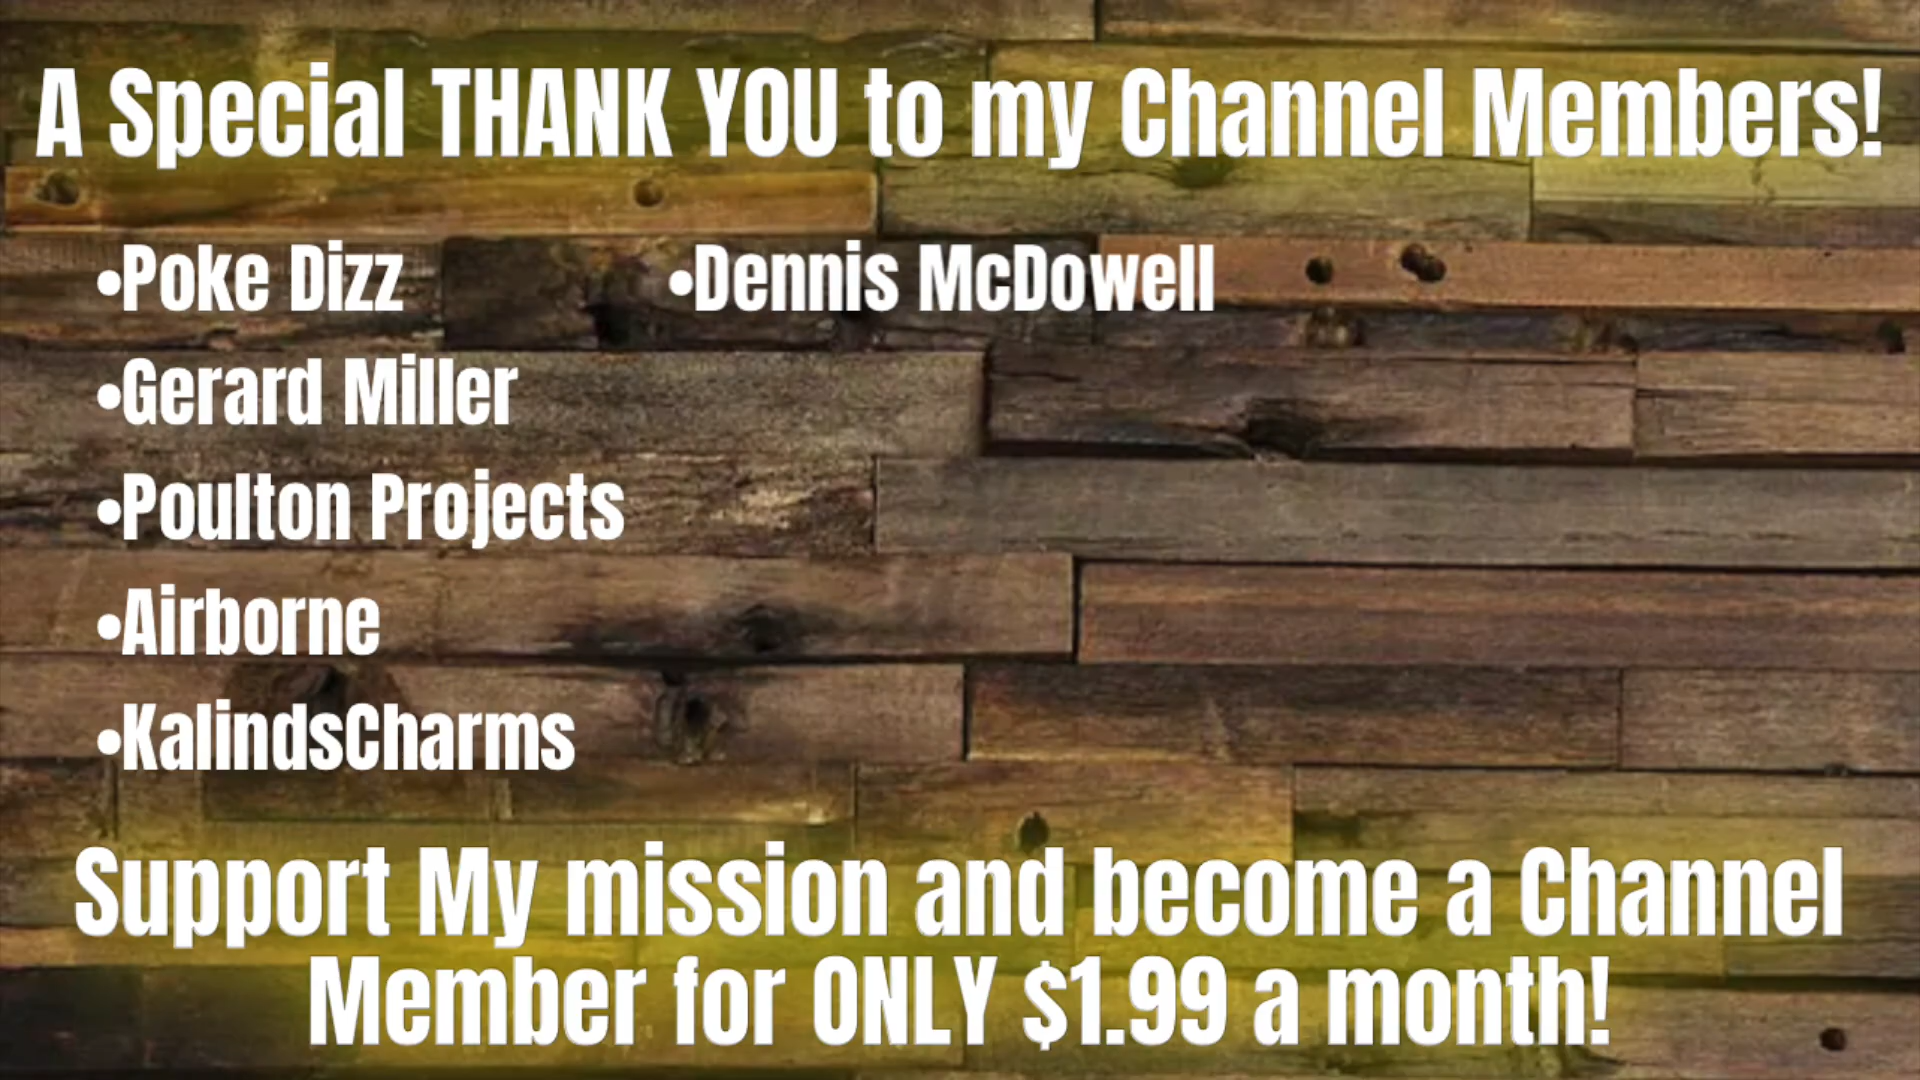 A Special THANK YOU to my Channel Members!
•Poke Dizz
•Gerard Miller
•Poulton Projects
•Airborne
•KalindsCharms
•Dennis McDowell
Support My mission and become a Channel
Member for ONLY $1.99 a month!